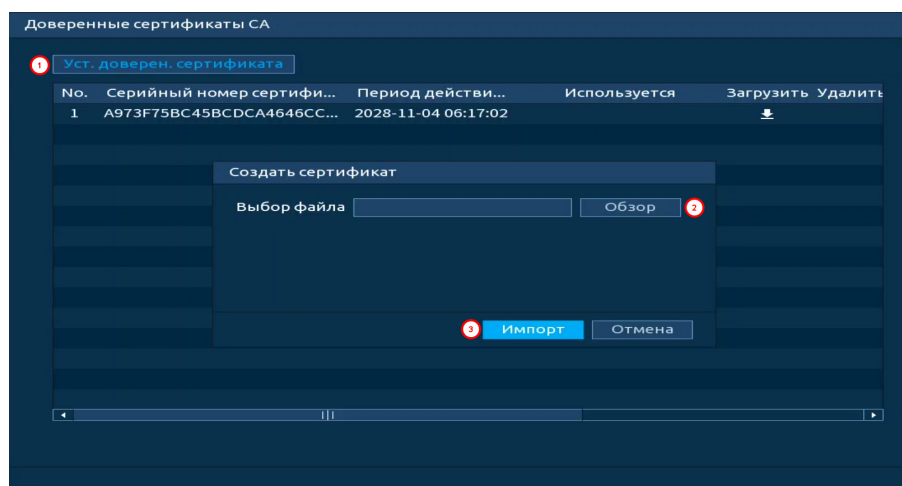 Доверенные сертификаты CA
1 Уст. доверен. сертификата
No. Серийный номер сертифи... Период действи... Используется Загрузить Удалить
1 A973F75BC45BCDCA4646CC... 2028-11-04 06:17:02
Создать сертификат
Выбор файла Обзор 2
3 Импорт Отмена